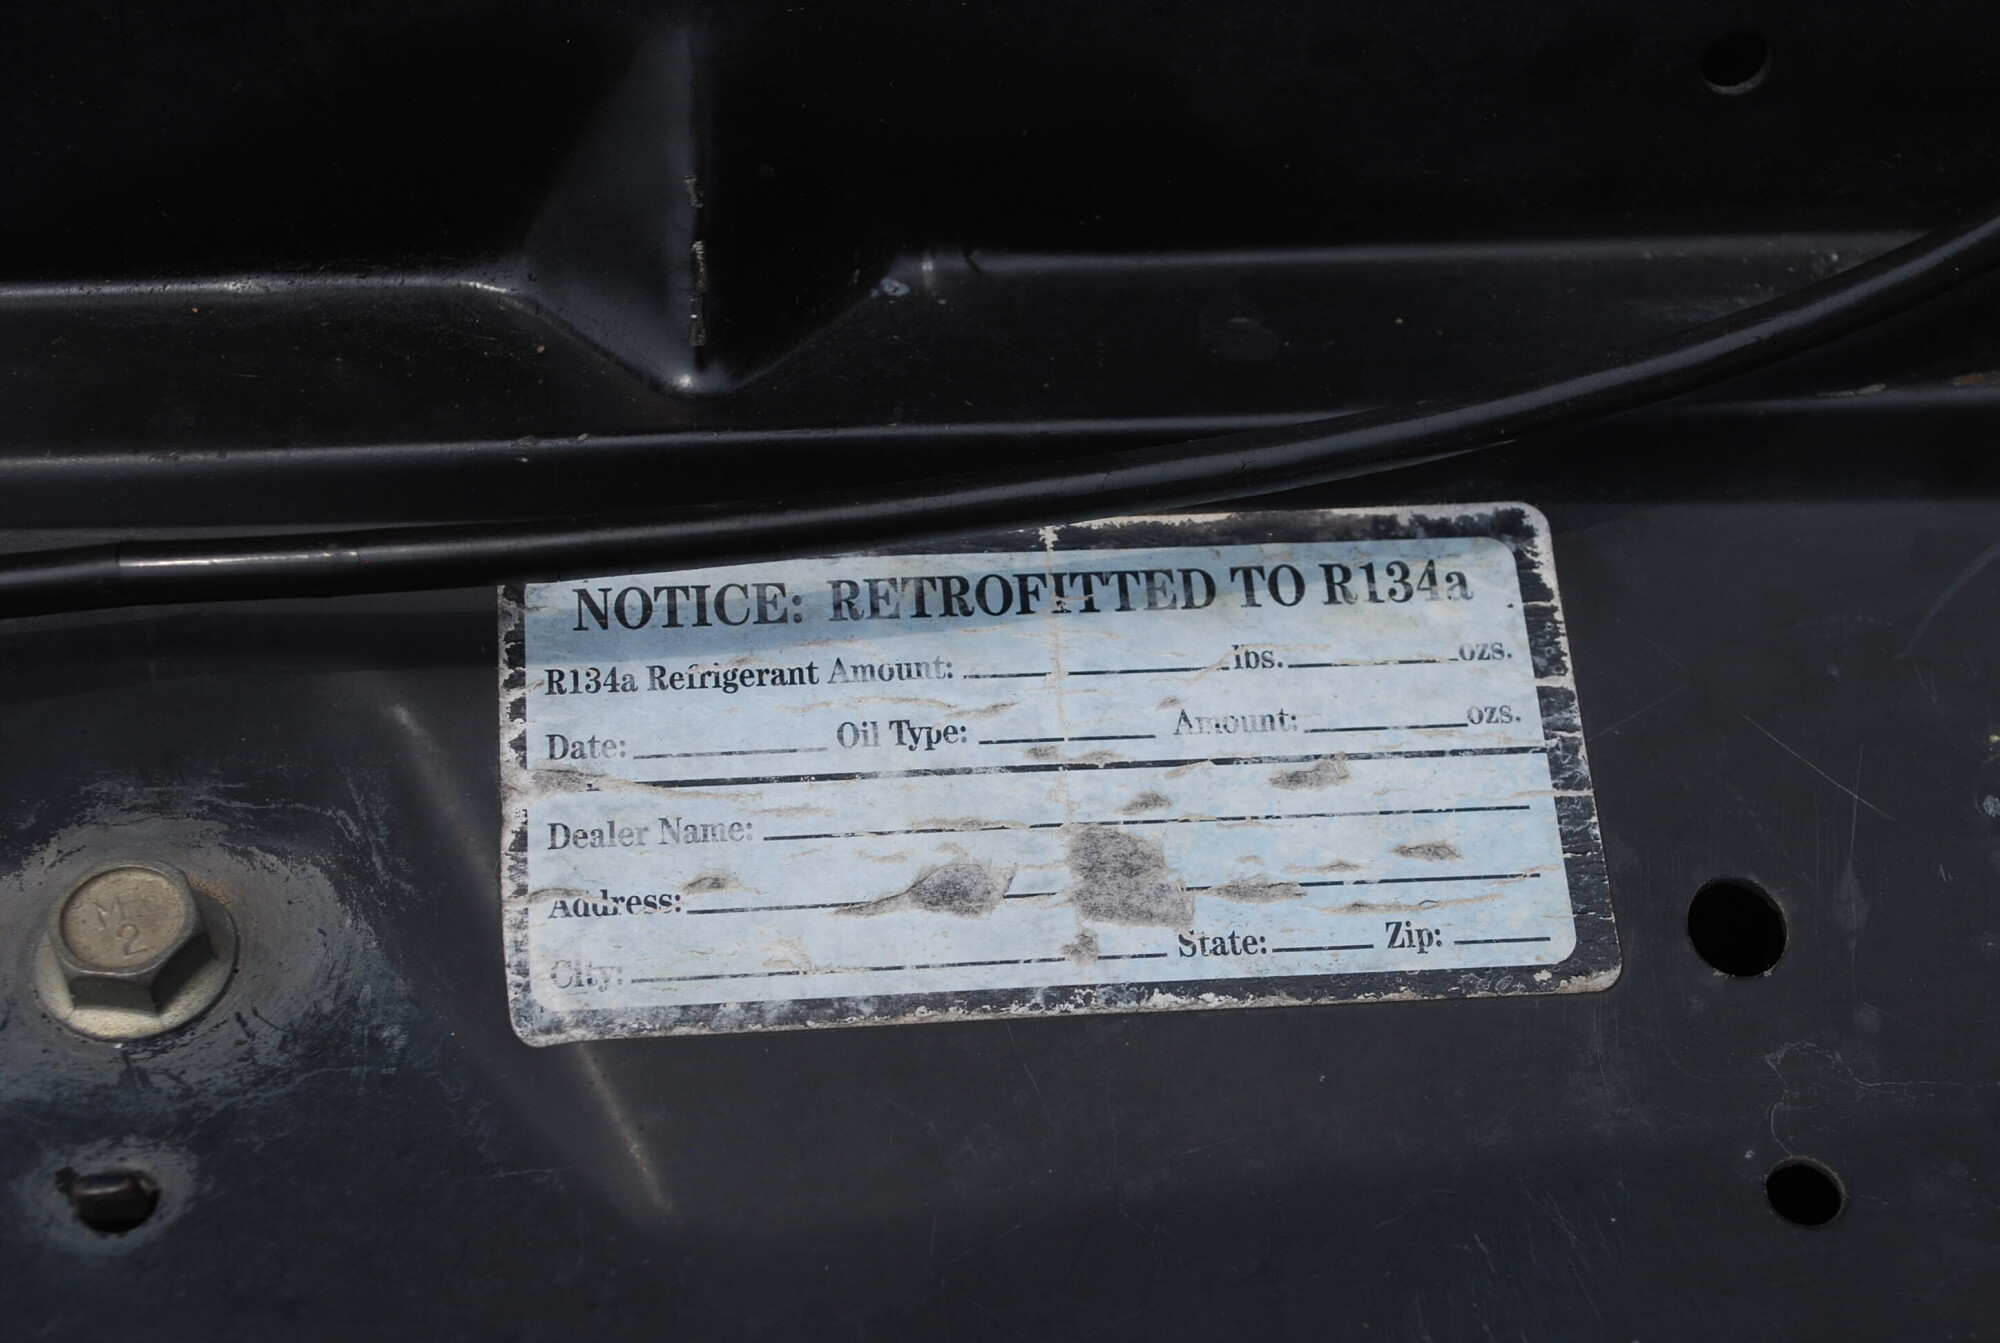 NOTICE: RETROFITTED TO R134a
R134a Refrigerant Amount: lbs. ozs.
Date: Oil Type: Amount: ozs.
Dealer Name:
Address:
City: State: Zip:
2